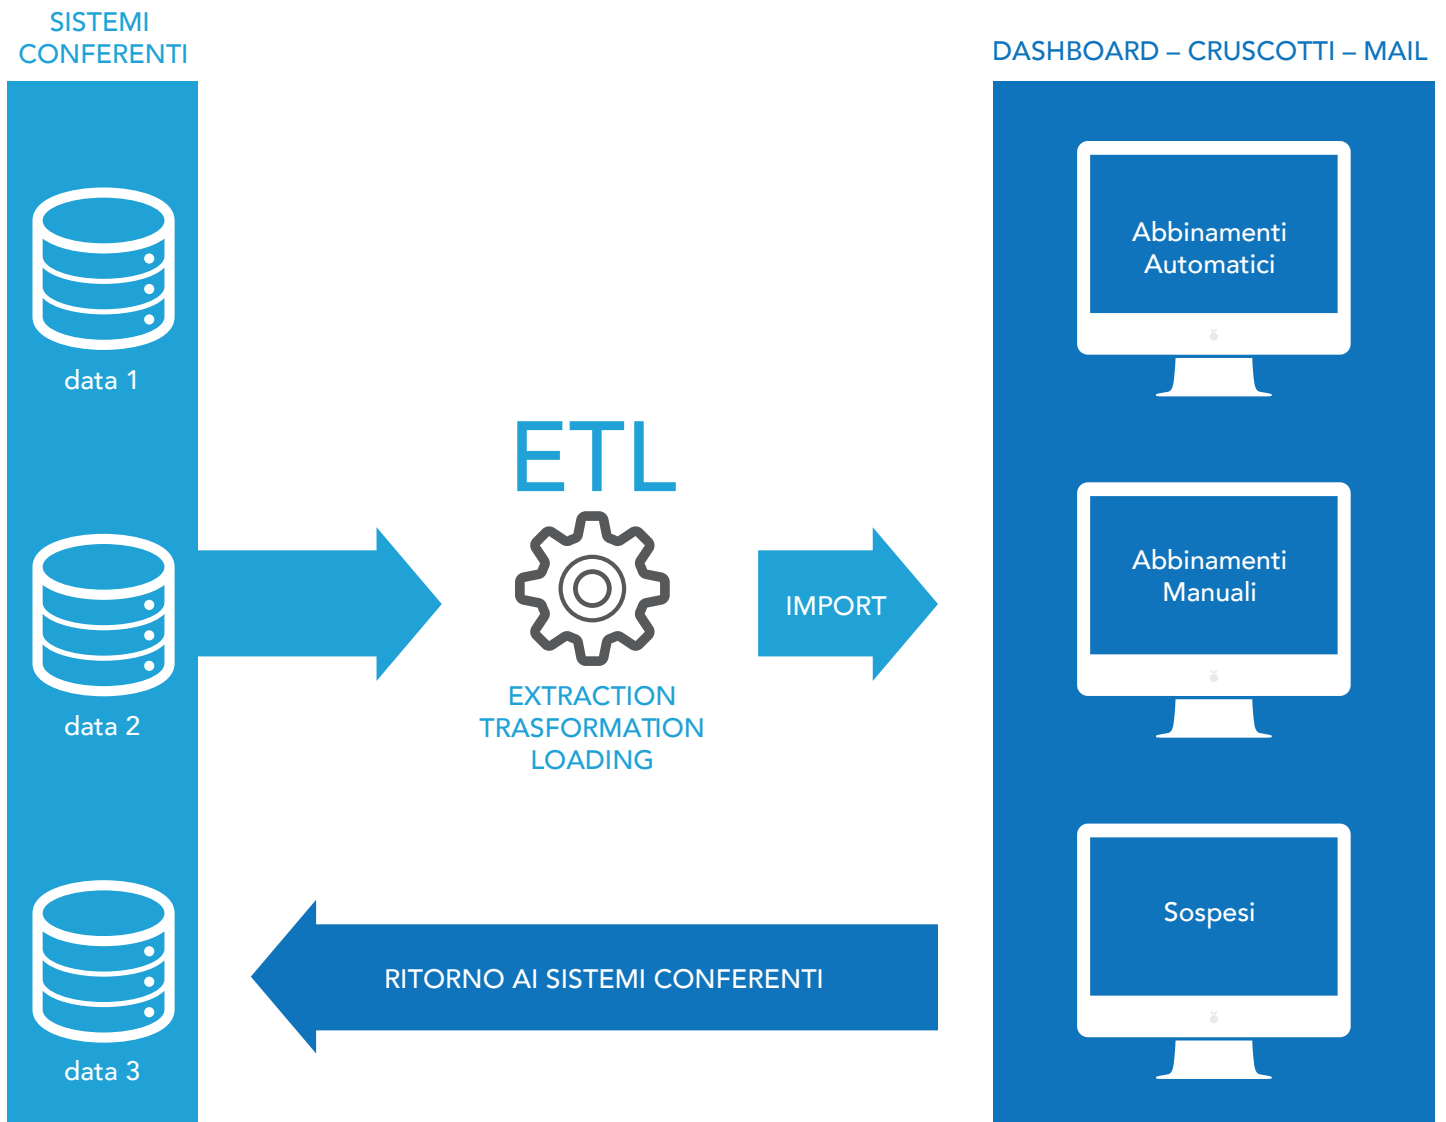 SISTEMI
CONFERENTI
data 1
data 2
data 3
ETL
EXTRACTION
TRASFORMATION
LOADING
IMPORT
RITORNO AI SISTEMI CONFERENTI
DASHBOARD – CRUSCOTTI – MAIL
Abbinamenti
Automatici
Abbinamenti
Manuali
Sospesi